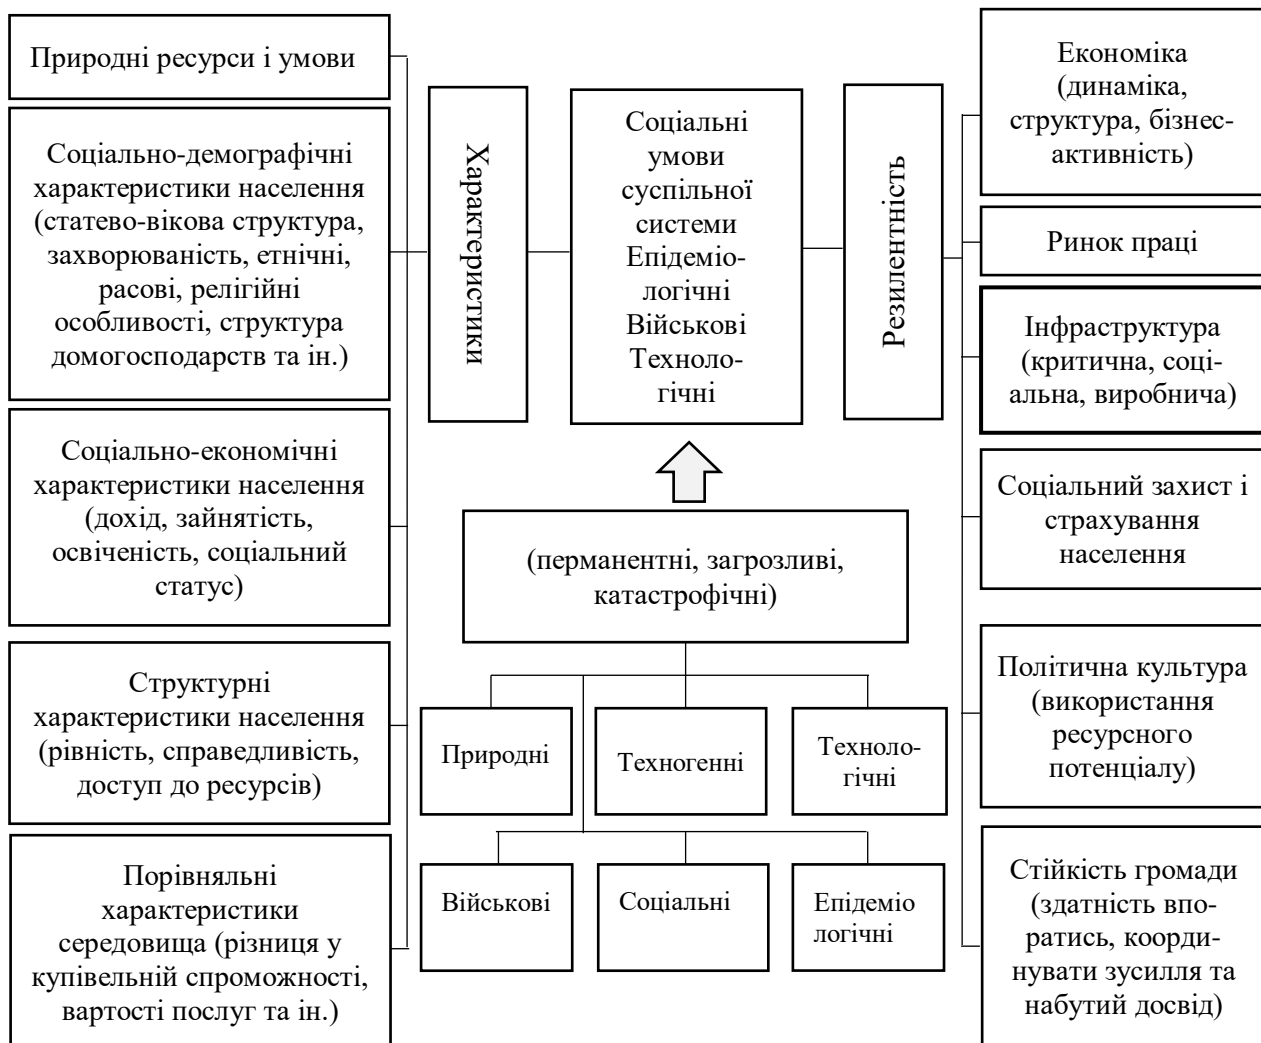 Природні ресурси і умови
Соціально-демографічні
характеристики населення
(статево-вікова структура,
захворюваність, етнічні,
расові, релігійні
особливості, структура
домогосподарств та ін.)
Соціально-економічні
характеристики населення
(дохід, зайнятість,
освіченість, соціальний
статус)
Структурні
характеристики населення
(рівність, справедливість,
доступ до ресурсів)
Порівняльні
характеристики
середовища (різниця у
купівельній спроможності,
вартості послуг та ін.)
Характеристики
Соціальні
умови
суспільної
системи
Епідеміо-
логічні
Військові
Техноло-
гічні
(перманентні, загрозливі,
катастрофічні)
Природні
Техногенні
Техноло-
гічні
Військові
Соціальні
Епідеміо
логічні
Резилентність
Економіка
(динаміка,
структура, бізнес-
активність)
Ринок праці
Інфраструктура
(критична, соці-
альна, виробнича)
Соціальний захист і
страхування
населення
Політична культура
(використання
ресурсного
потенціалу)
Стійкість громади
(здатність впо-
ратись, коорди-
нувати зусилля та
набутий досвід)